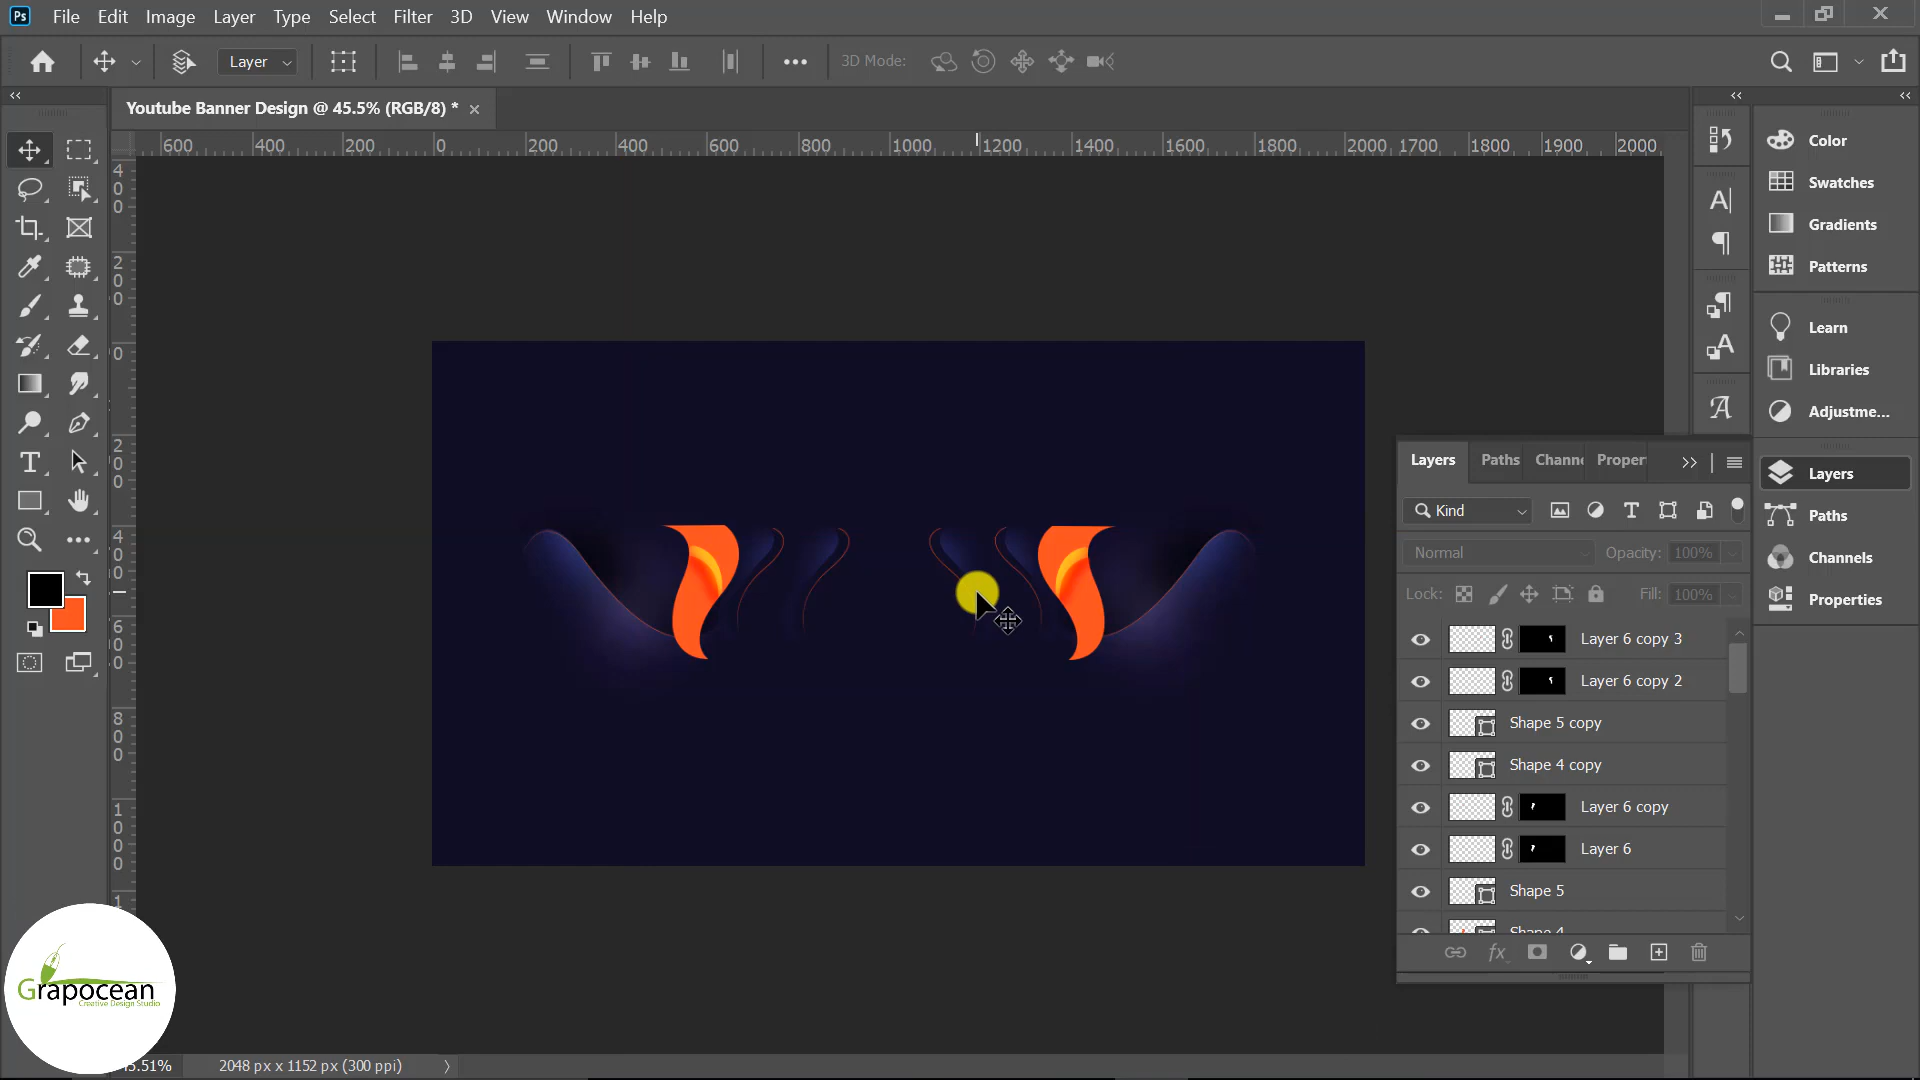 Ps File Edit Image Layer Type Select Filter 3D View Window Help
Layer 3D Mode:
Youtube Banner Design @ 45.5% (RGB/8) *
600 400 200 0 200 400 600 800 1000 1200 1400 1600 1800 2000 1700 1800 1900 2000
Color
Swatches
Gradients
Patterns
Learn
Libraries
Adjustme...
Layers
Paths
Channels
Properties
Layers Paths Channe Proper
Kind
Normal Opacity: 100%
Lock: Fill: 100%
Layer 6 copy 3
Layer 6 copy 2
Shape 5 copy
Shape 4 copy
Layer 6 copy
Layer 6
Shape 5
Shape 4
fx
Grapocean
Creative Design Studio
5.51% 2048 px x 1152 px (300 ppi)